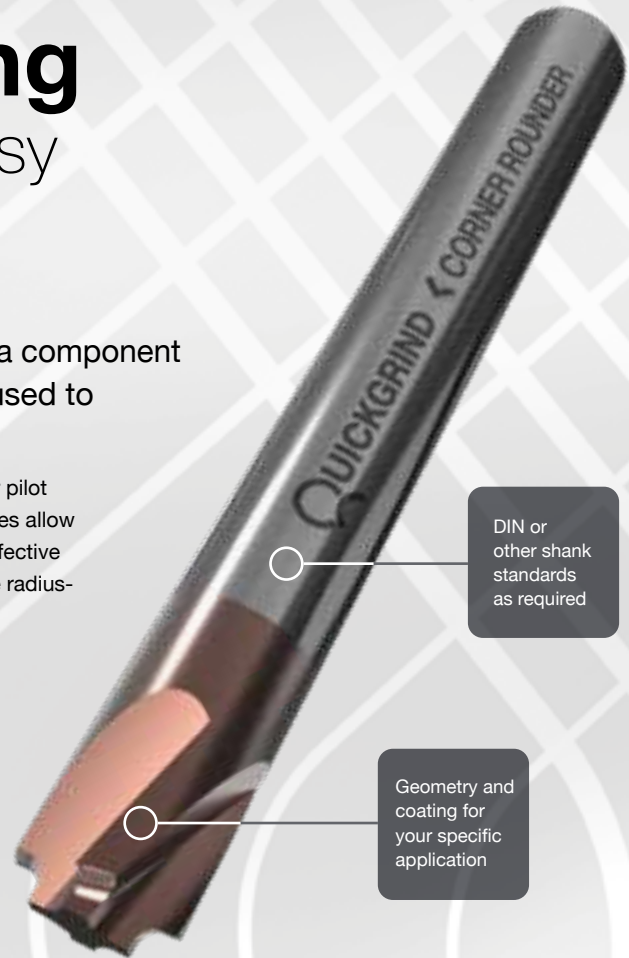 ng
sy
a component
used to
pilot
es allow
fective
e radius-
QUICKGRIND CORNER ROUNDER
DIN or
other shank
standards
as required
Geometry and
coating for
your specific
application